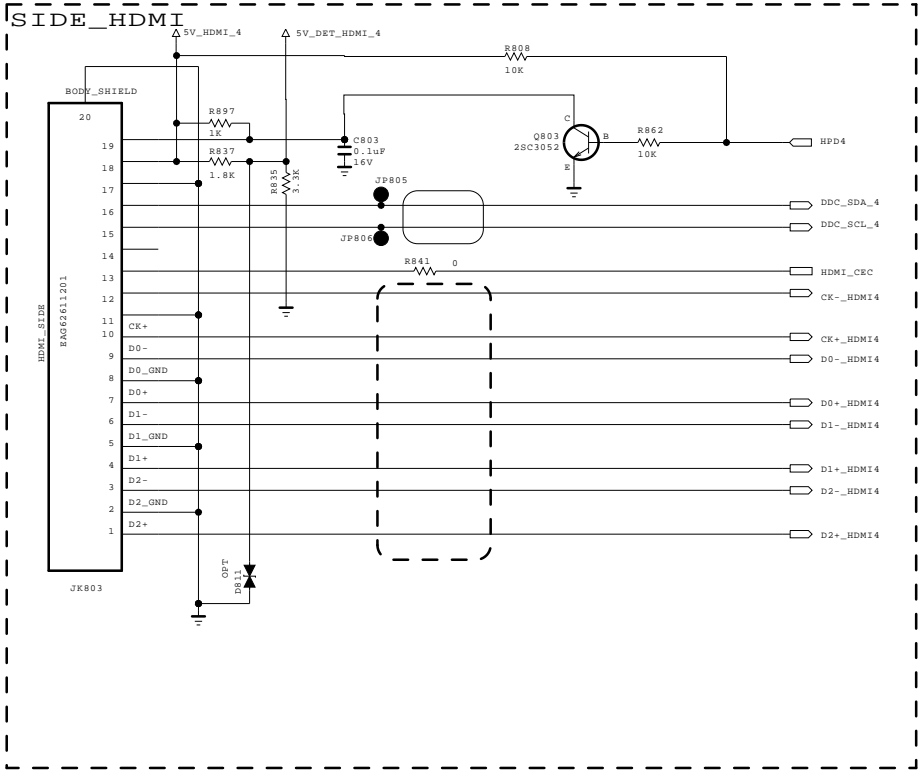 SIDE_HDMI
5V_HDMI_4
5V_DET_HDMI_4
R808
10K
BODY_SHIELD
20
R897
1K
C803
0.1uF
16V
C
Q803
2SC3052
B
E
R862
10K
HPD4
19
18
R837
1.8K
R835
3.3K
17
JP805
16
DDC_SDA_4
15
JP806
DDC_SCL_4
14
R841
0
13
HDMI_CEC
12
CK-_HDMI4
HDMI_SIDE
EAG62611201
11
CK+
10
CK+_HDMI4
D0-
9
D0-_HDMI4
D0_GND
8
D0+
7
D0+_HDMI4
D1-
6
D1-_HDMI4
D1_GND
5
D1+
4
D1+_HDMI4
D2-
3
D2-_HDMI4
D2_GND
2
D2+
1
D2+_HDMI4
OPT
D811
JK803